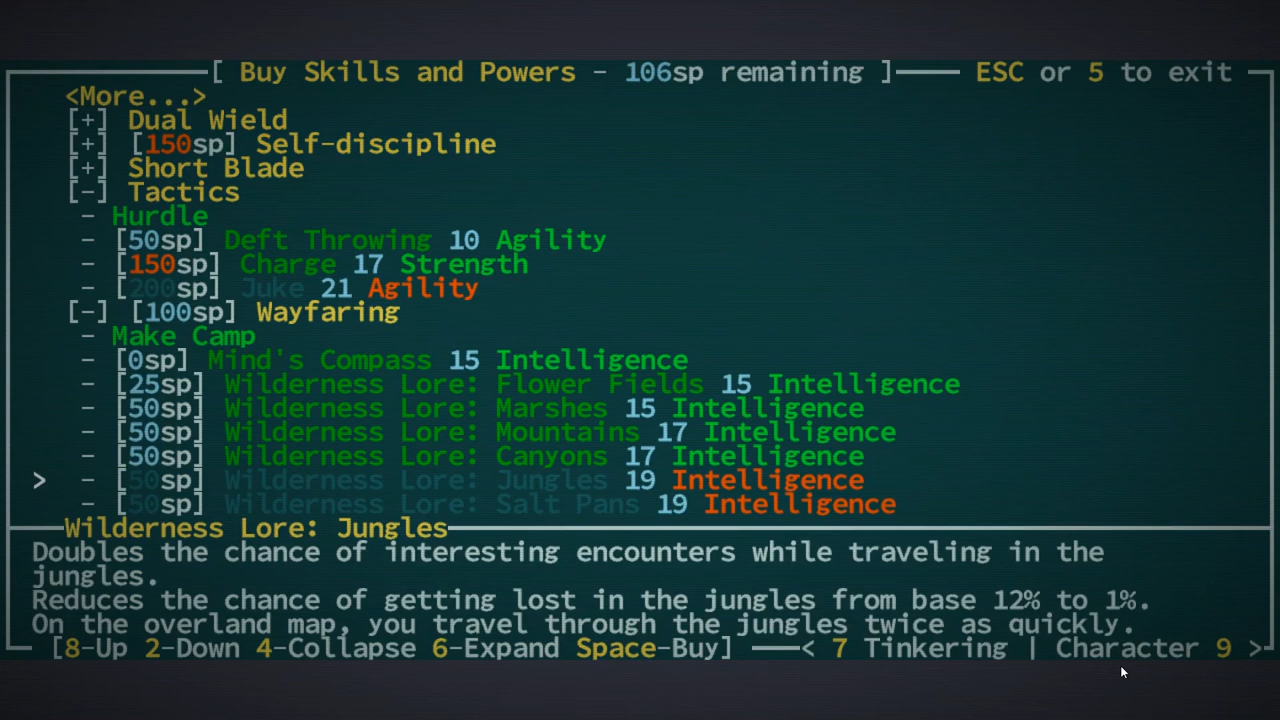 [ Buy Skills and Powers - 106sp remaining ] ESC or 5 to exit
<More...>
[+] Dual Wield
[+] [150sp] Self-discipline
[+] Short Blade
[-] Tactics
- Hurdle
- [50sp] Deft Throwing 10 Agility
- [150sp] Charge 17 Strength
- [200sp] Juke 21 Agility
[-] [100sp] Wayfaring
- Make Camp
- [0sp] Mind's Compass 15 Intelligence
- [25sp] Wilderness Lore: Flower Fields 15 Intelligence
- [50sp] Wilderness Lore: Marshes 15 Intelligence
- [50sp] Wilderness Lore: Mountains 17 Intelligence
- [50sp] Wilderness Lore: Canyons 17 Intelligence
> - [50sp] Wilderness Lore: Jungles 19 Intelligence
- [50sp] Wilderness Lore: Salt Pans 19 Intelligence
Wilderness Lore: Jungles
Doubles the chance of interesting encounters while traveling in the
jungles.
Reduces the chance of getting lost in the jungles from base 12% to 1%.
On the overland map, you travel through the jungles twice as quickly.
[8-Up 2-Down 4-Collapse 6-Expand Space-Buy] < 7 Tinkering | Character 9 >